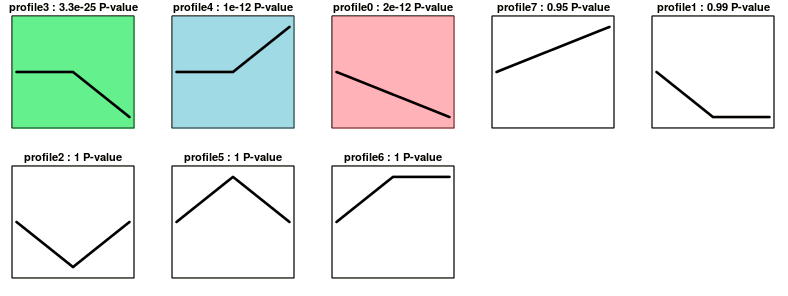 profile3 : 3.3e-25 P-value
profile4 : 1e-12 P-value
profile0 : 2e-12 P-value
profile7 : 0.95 P-value
profile1 : 0.99 P-value
profile2 : 1 P-value
profile5 : 1 P-value
profile6 : 1 P-value